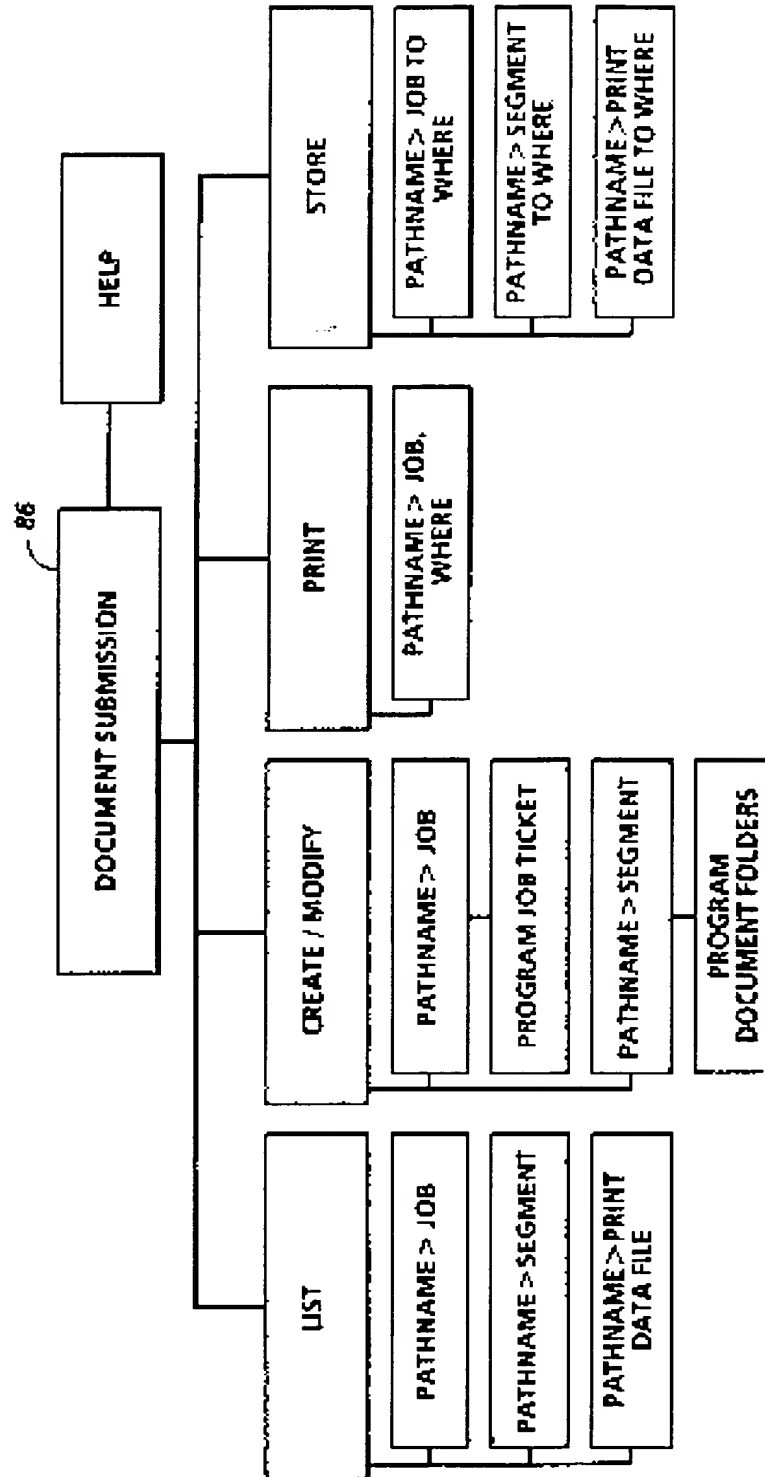 86
DOCUMENT SUBMISSION
HELP
LIST
PATHNAME > JOB
PATHNAME > SEGMENT
PATHNAME > PRINT
DATA FILE
CREATE / MODIFY
PATHNAME > JOB
PROGRAM JOB TICKET
PATHNAME > SEGMENT
PROGRAM
DOCUMENT FOLDERS
PRINT
PATHNAME > JOB,
WHERE
STORE
PATHNAME > JOB TO
WHERE
PATHNAME > SEGMENT
TO WHERE
PATHNAME > PRINT
DATA FILE TO WHERE